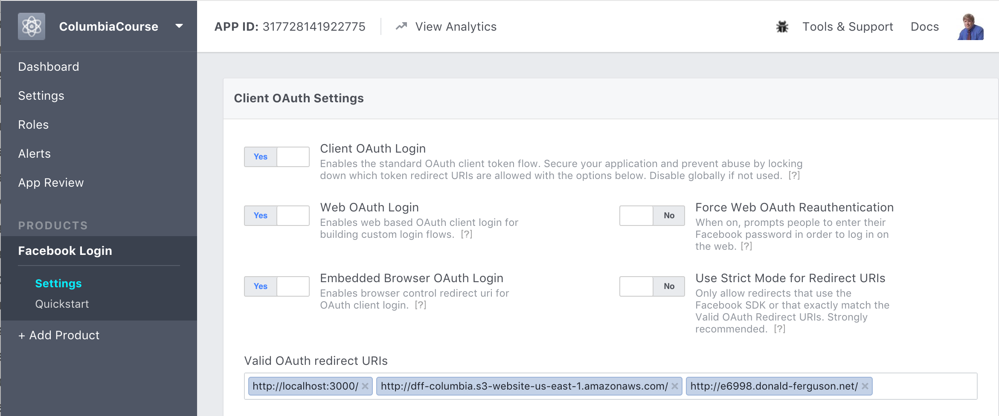 ColumbiaCourse
APP ID: 317728141922775
View Analytics
Tools & Support
Docs
Dashboard
Settings
Roles
Alerts
App Review
PRODUCTS
Facebook Login
Settings
Quickstart
+ Add Product
Client OAuth Settings
Yes
Client OAuth Login
Enables the standard OAuth client token flow. Secure your application and prevent abuse by locking
down which token redirect URIs are allowed with the options below. Disable globally if not used. [?]
Yes
Web OAuth Login
Enables web based OAuth client login for
building custom login flows. [?]
No
Force Web OAuth Reauthentication
When on, prompts people to enter their
Facebook password in order to log in on
the web. [?]
Yes
Embedded Browser OAuth Login
Enables browser control redirect uri for
OAuth client login. [?]
No
Use Strict Mode for Redirect URIs
Only allow redirects that use the
Facebook SDK or that exactly match the
Valid OAuth Redirect URIs. Strongly
recommended. [?]
Valid OAuth redirect URIs
http://localhost:3000/ × http://dff-columbia.s3-website-us-east-1.amazonaws.com/ × http://e6998.donald-ferguson.net/ ×